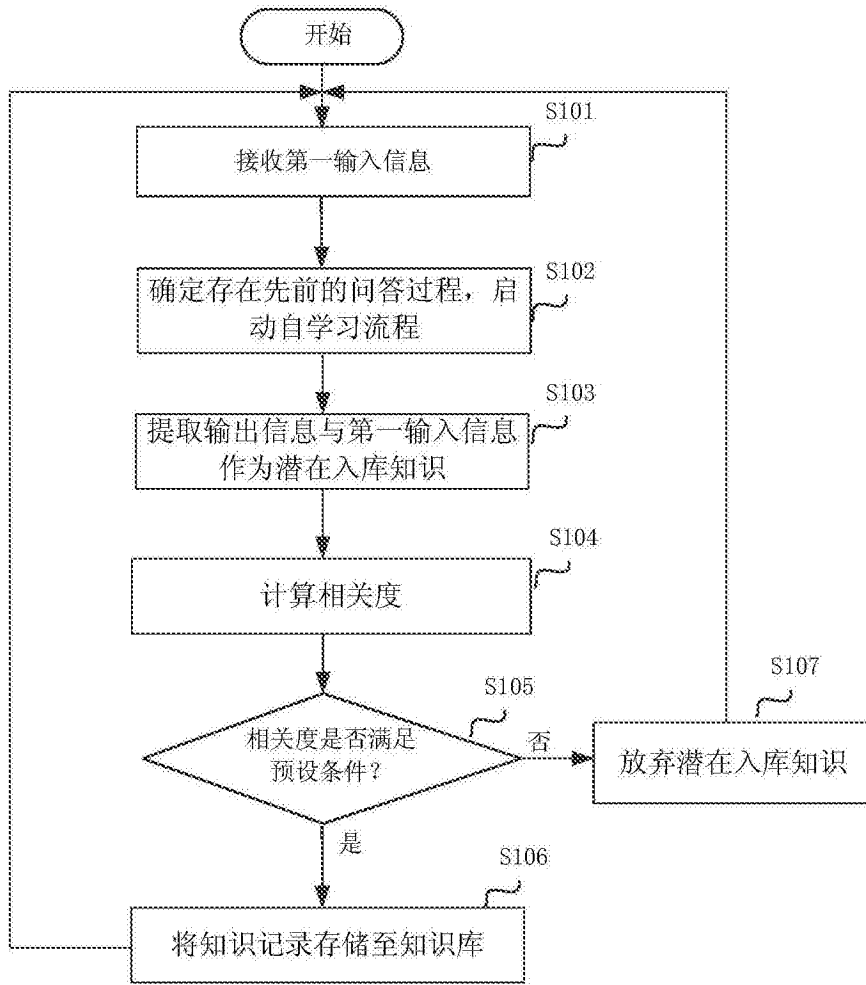 开始
S101
接收第一输入信息
S102
确定存在先前的问答过程，启
动自学习流程
S103
提取输出信息与第一输入信息
作为潜在入库知识
S104
计算相关度
S105
相关度是否满足
预设条件？
否
S107
放弃潜在入库知识
是
S106
将知识记录存储至知识库